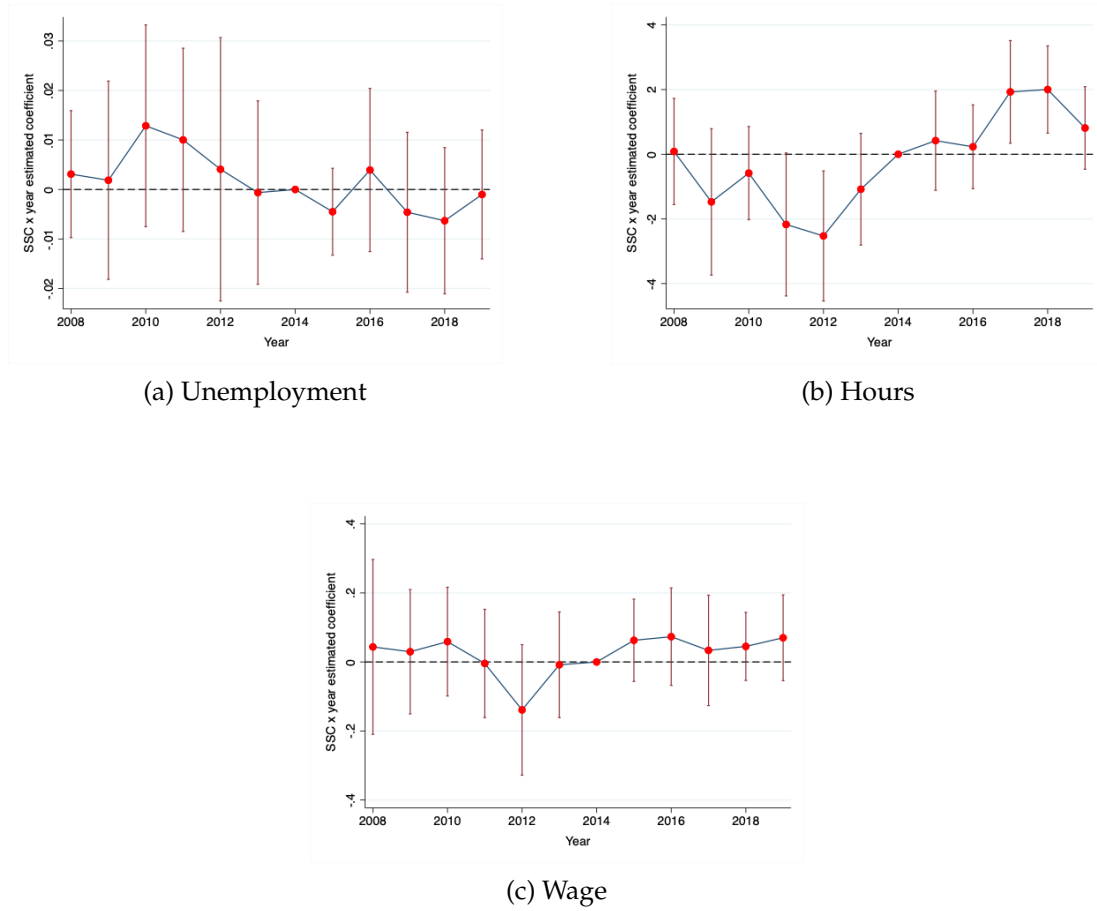 SSC x year estimated coefficient
.03
.02
.01
0
-.01
-.02
2008 2010 2012 2014 2016 2018
Year
(a) Unemployment
SSC x year estimated coefficient
4
2
0
-2
-4
2008 2010 2012 2014 2016 2018
Year
(b) Hours
SSC x year estimated coefficient
.4
.2
0
-.2
-.4
2008 2010 2012 2014 2016 2018
Year
(c) Wage